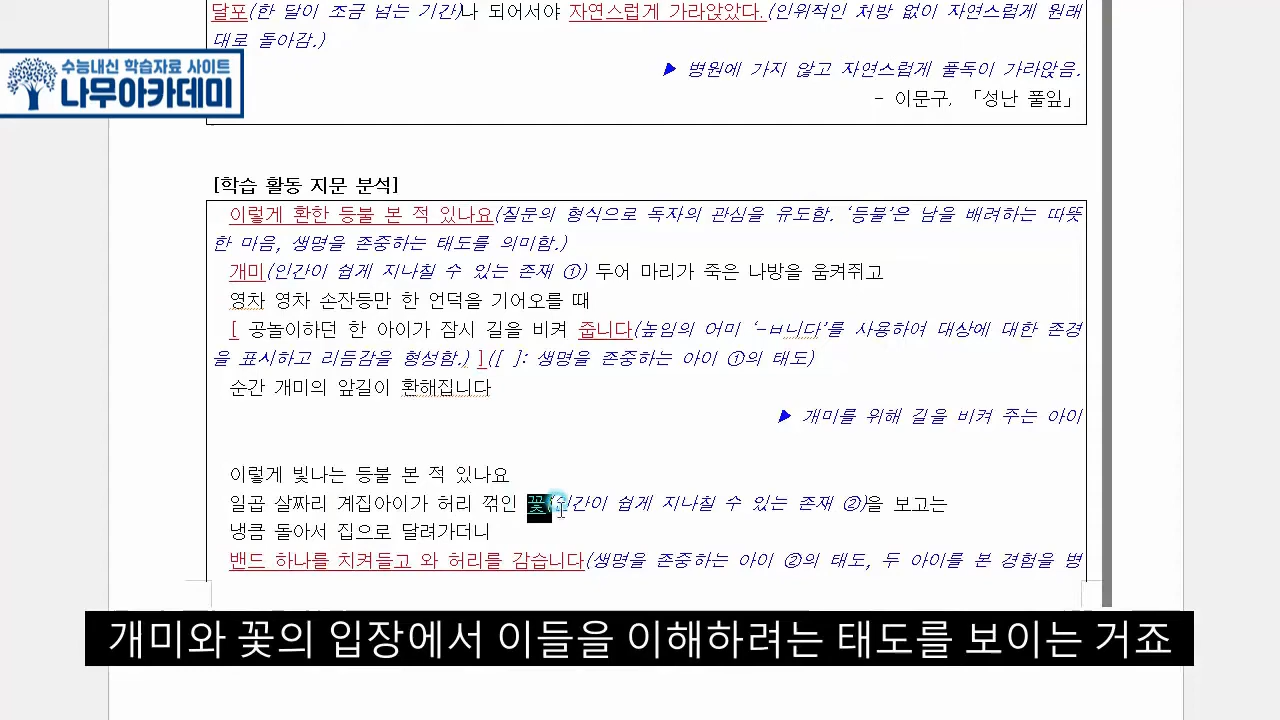 달포(한 달이 조금 넘는 기간)나 되어서야 자연스럽게 가라앉았다.(인위적인 처방 없이 자연스럽게 원래
대로 돌아감.)
수능내신 학습자료 사이트
나무아카데미
▶ 병원에 가지 않고 자연스럽게 풀독이 가라앉음.
- 이문구, 「성난 풀잎」
[학습 활동 지문 분석]
이렇게 환한 등불 본 적 있나요(질문의 형식으로 독자의 관심을 유도함. ‘등불’은 남을 배려하는 따뜻
한 마음, 생명을 존중하는 태도를 의미함.)
개미(인간이 쉽게 지나칠 수 있는 존재 ①) 두어 마리가 죽은 나방을 움켜쥐고
영차 영차 손잔등만 한 언덕을 기어오를 때
[ 공놀이하던 한 아이가 잠시 길을 비켜 줍니다(높임의 어미 ‘-ㅂ니다’를 사용하여 대상에 대한 존경
을 표시하고 리듬감을 형성함.) ]([ ]: 생명을 존중하는 아이 ①의 태도)
순간 개미의 앞길이 환해집니다
▶ 개미를 위해 길을 비켜 주는 아이
이렇게 빛나는 등불 본 적 있나요
일곱 살짜리 계집아이가 허리 꺾인 꽃(인간이 쉽게 지나칠 수 있는 존재 ②)을 보고는
냉큼 돌아서 집으로 달려가더니
밴드 하나를 치켜들고 와 허리를 감습니다(생명을 존중하는 아이 ②의 태도, 두 아이를 본 경험을 병
개미와 꽃의 입장에서 이들을 이해하려는 태도를 보이는 거죠